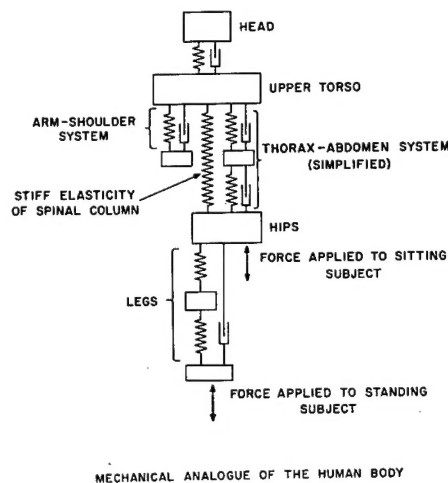 HEAD
UPPER TORSO
ARM-SHOULDER
SYSTEM
THORAX-ABDOMEN SYSTEM
(SIMPLIFIED)
STIFF ELASTICITY
OF SPINAL COLUMN
HIPS
FORCE APPLIED TO SITTING
SUBJECT
LEGS
FORCE APPLIED TO STANDING
SUBJECT
MECHANICAL ANALOGUE OF THE HUMAN BODY